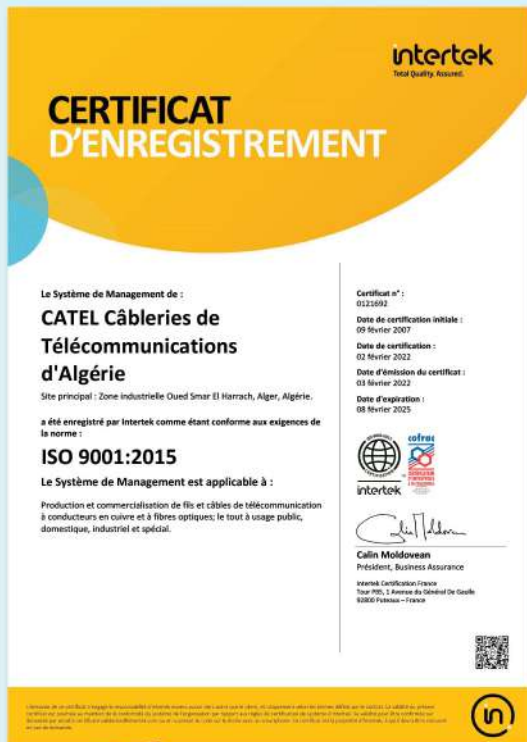 intertek
Total Quality. Assured.
CERTIFICAT
D'ENREGISTREMENT
Le Système de Management de :
CATEL Câbleries de
Télécommunications
d'Algérie
Site principal : Zone industrielle Oued Smar El Harrach, Alger, Algérie.
a été enregistré par Intertek comme étant conforme aux exigences de
la norme :
ISO 9001:2015
Le Système de Management est applicable à :
Production et commercialisation de fils et câbles de télécommunication
à conducteurs en cuivre et à fibres optiques; le tout à usage public,
domestique, industriel et spécial.
Certificat n° :
0121692
Date de certification initiale :
09 février 2007
Date de certification :
02 février 2022
Date d'émission du certificat :
03 février 2022
Date d'expiration :
08 février 2025
cofrac
intertek
Calin Moldovean
Président, Business Assurance
Intertek Certification France
Tour PB5, 1 Avenue du Général De Gaulle
92800 Puteaux – France
in